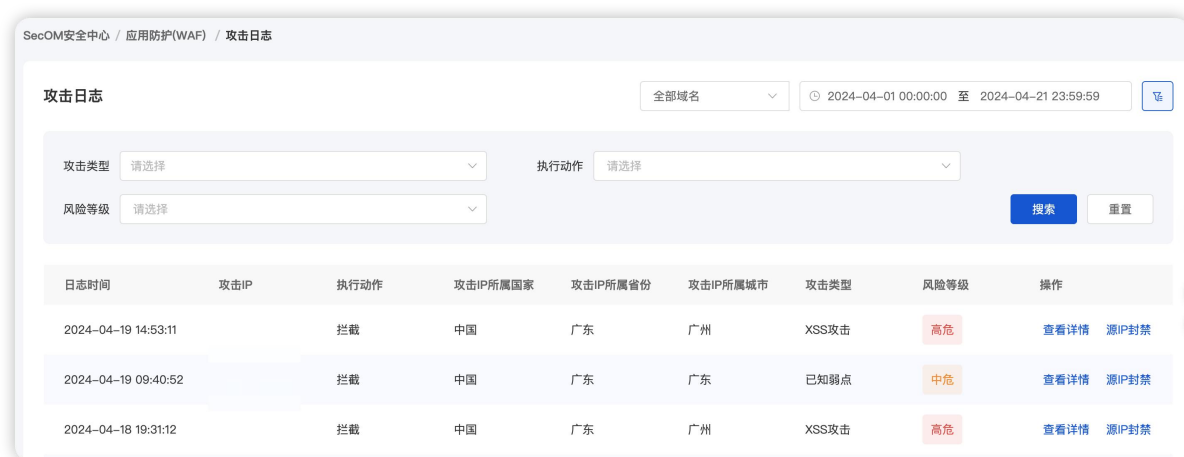 SecOM安全中心 / 应用防护(WAF) / 攻击日志
攻击日志 全部域名 2024-04-01 00:00:00 至 2024-04-21 23:59:59
攻击类型 请选择 执行动作 请选择
风险等级 请选择 搜索 重置
日志时间 攻击IP 执行动作 攻击IP所属国家 攻击IP所属省份 攻击IP所属城市 攻击类型 风险等级 操作
2024-04-19 14:53:11 拦截 中国 广东 广州 XSS攻击 高危 查看详情 源IP封禁
2024-04-19 09:40:52 拦截 中国 广东 广东 已知弱点 中危 查看详情 源IP封禁
2024-04-18 19:31:12 拦截 中国 广东 广州 XSS攻击 高危 查看详情 源IP封禁